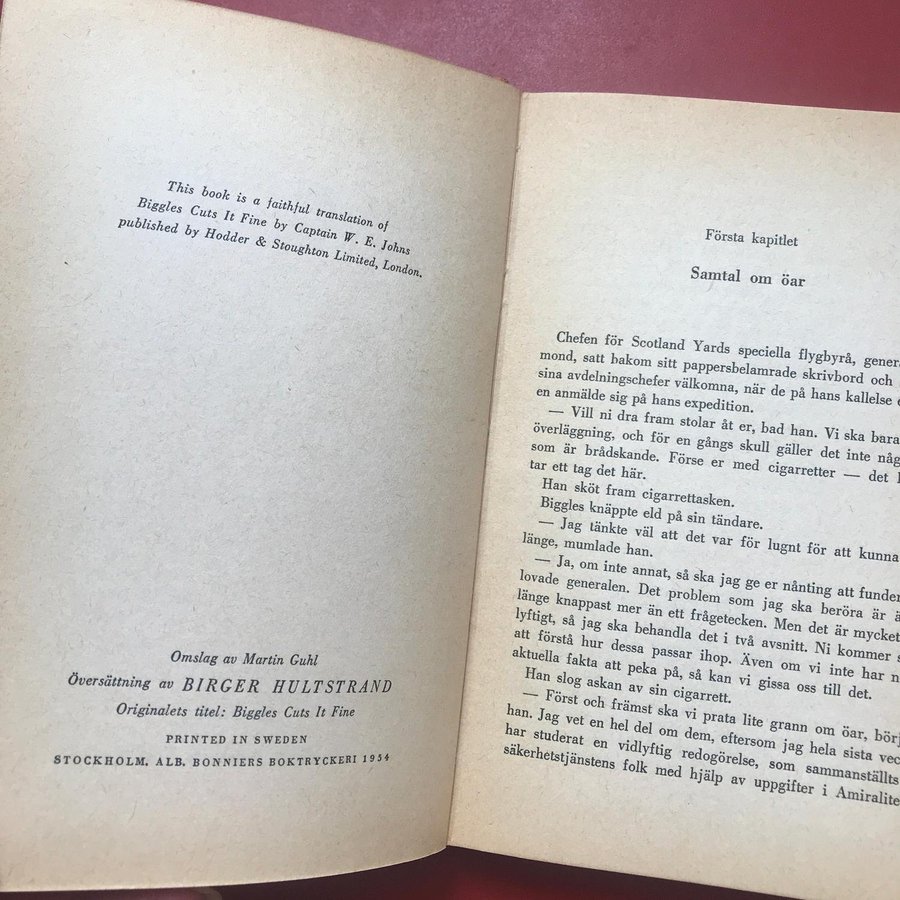 This book is a faithful translation of
Biggles Cuts It Fine by Captain W. E. Johns
published by Hodder & Stoughton Limited, London.
Omslag av Martin Guhl
Översättning av BIRGER HULTSTRAND
Originalets titel: Biggles Cuts It Fine
PRINTED IN SWEDEN
STOCKHOLM. ALB. BONNIERS BOKTRYCKERI 1954
Första kapitlet
Samtal om öar
Chefen för Scotland Yards speciella flygbyrå,
mond, satt bakom sitt pappersbelamrade skrivbord och
sina avdelningschefer välkomna, när de på hans kallelse
en anmälde sig på hans expedition.
— Vill ni dra fram stolar åt er, bad han. Vi ska bara
överläggning, och för en gångs skull gäller det inte
som är brådskande. Förse er med cigarretter — det
tar ett tag det här.
Han sköt fram cigarrettasken.
Biggles knäppte eld på sin tändare.
— Jag tänkte väl att det var för lugnt för att kunna
länge, mumlade han.
— Ja, om inte annat, så ska jag ge er nånting att
lovade generalen. Det problem som jag ska beröra är
länge knappast mer än ett frågetecken. Men det är mycket
lyftigt, så jag ska behandla det i två avsnitt. Ni kommer
att förstå hur dessa passar ihop. Även om vi inte har
aktuella fakta att peka på, så kan vi gissa oss till det.
Han slog askan av sin cigarrett.
— Först och främst ska vi prata lite grann om öar,
han. Jag vet en hel del om dem, eftersom jag hela sista
har studerat en vidlyftig redogörelse, som sammanställts
säkerhetstjänstens folk med hjälp av uppgifter i